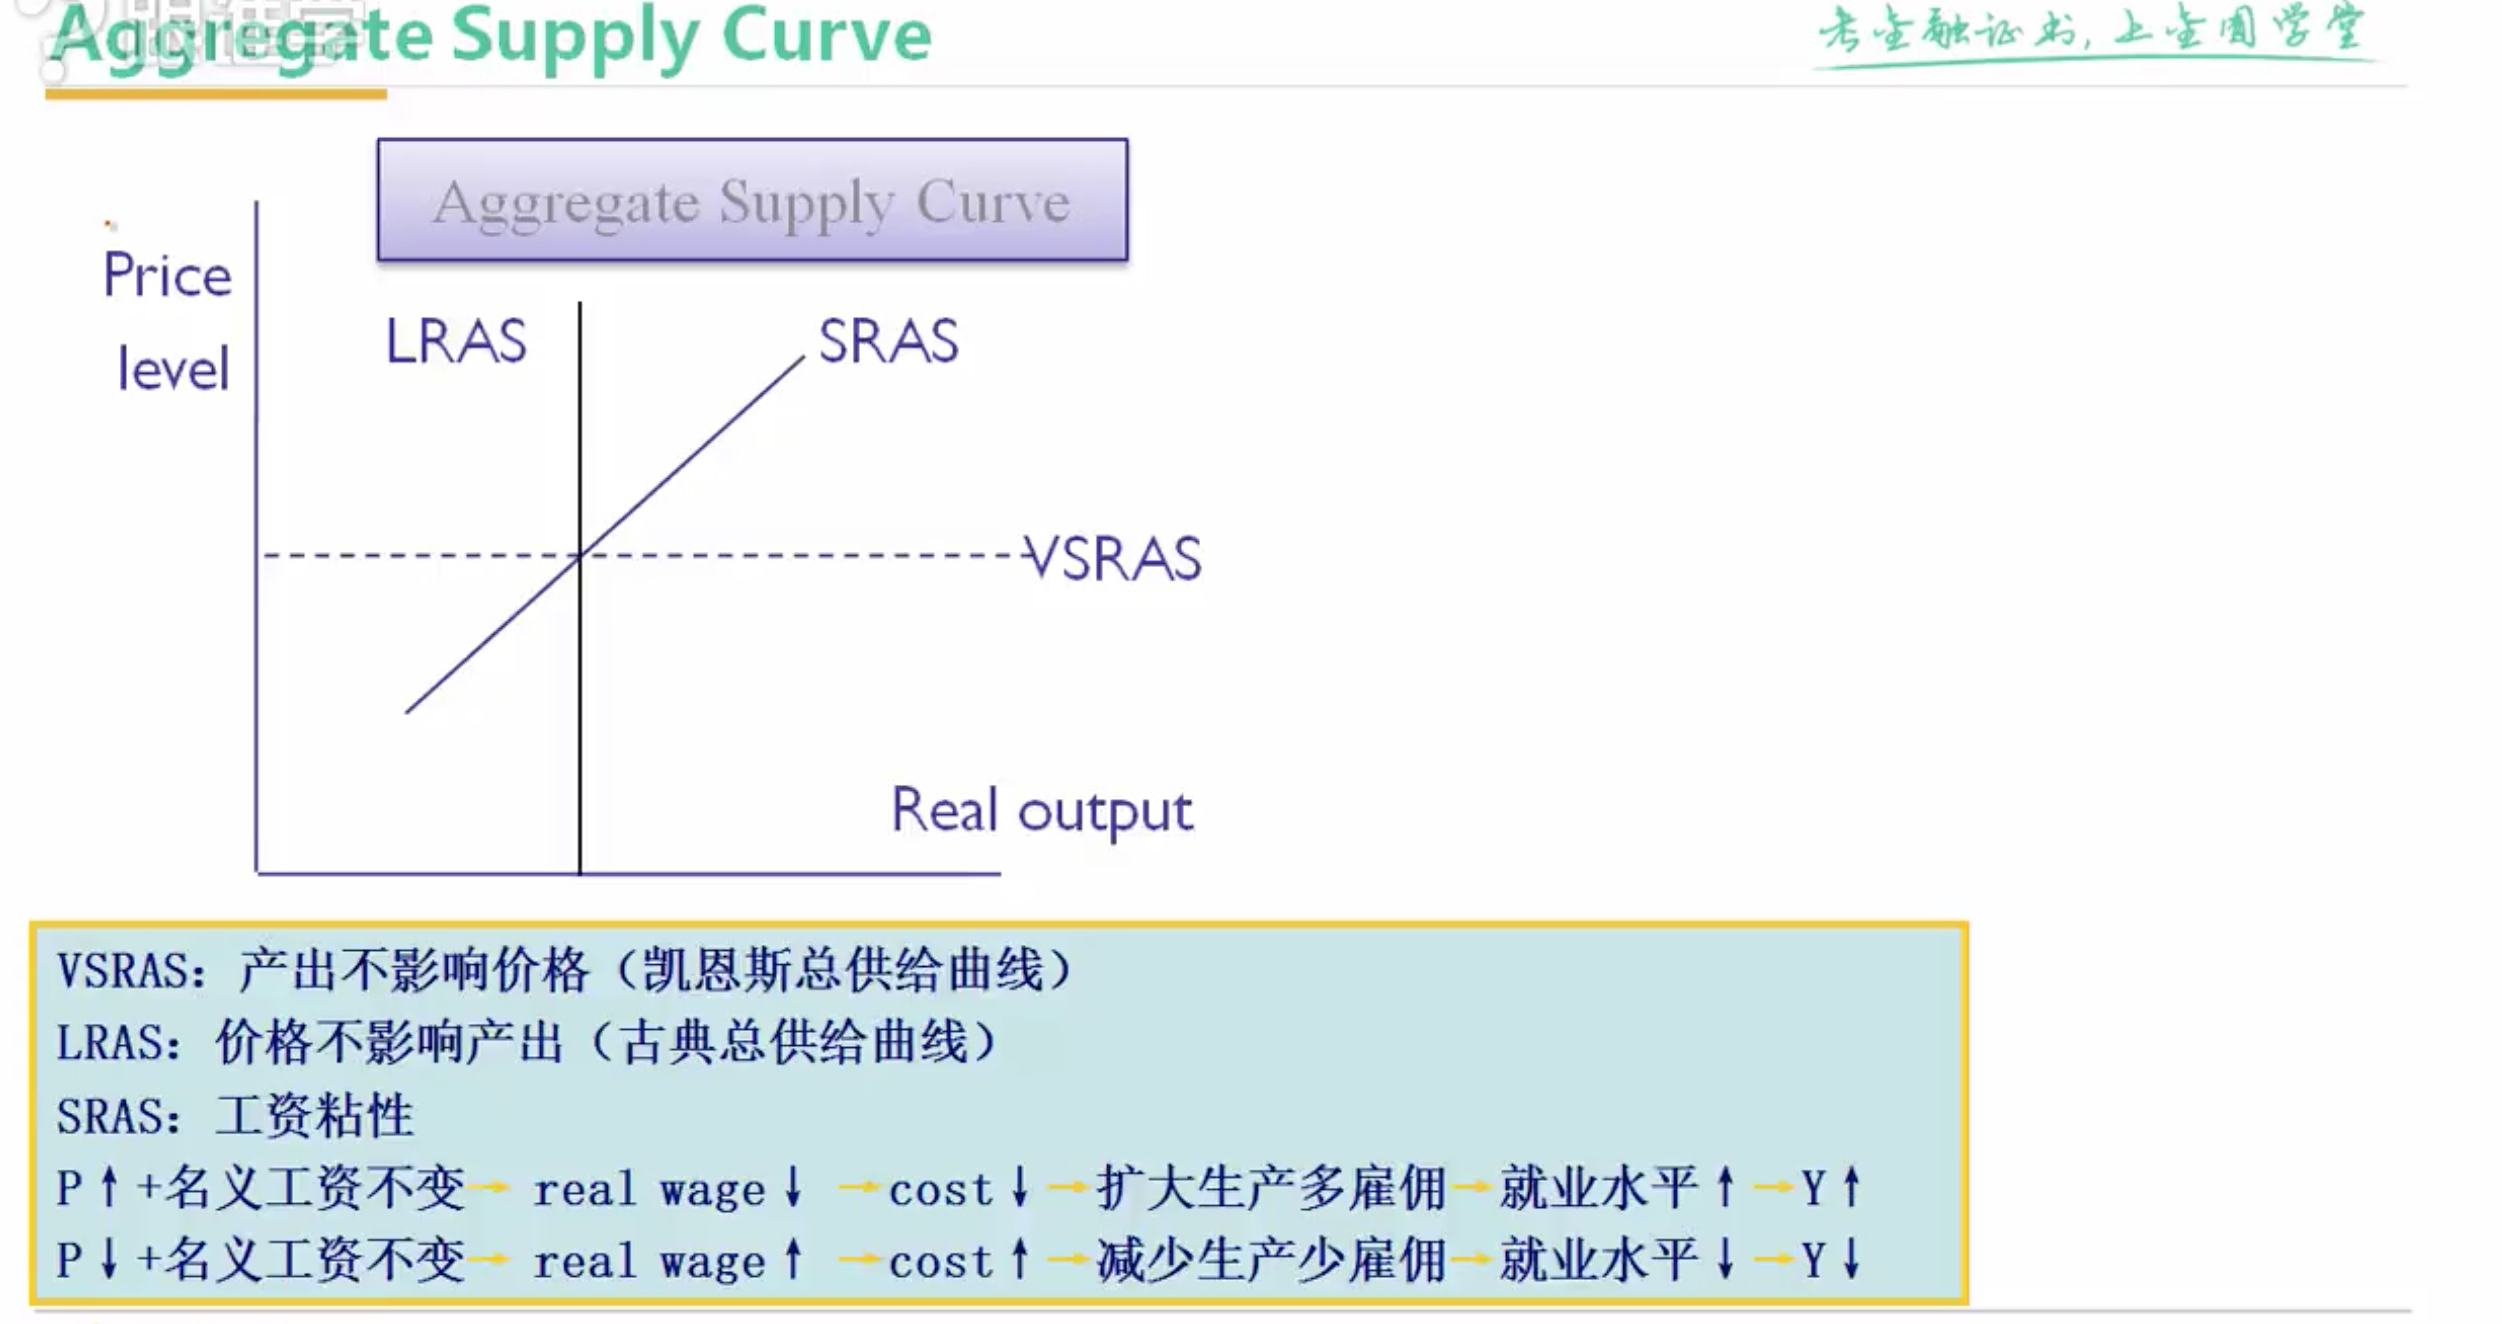 Aggregate Supply Curve
考金融证书，上金囿学堂
Aggregate Supply Curve
Price
level
LRAS
SRAS
VSRAS
Real output
VSRAS：产出不影响价格（凯恩斯总供给曲线）
LRAS：价格不影响产出（古典总供给曲线）
SRAS：工资粘性
P↑+名义工资不变→ real wage↓ →cost↓→扩大生产多雇佣→就业水平↑→Y↑
P↓+名义工资不变→ real wage↑ →cost↑→减少生产少雇佣→就业水平↓→Y↓